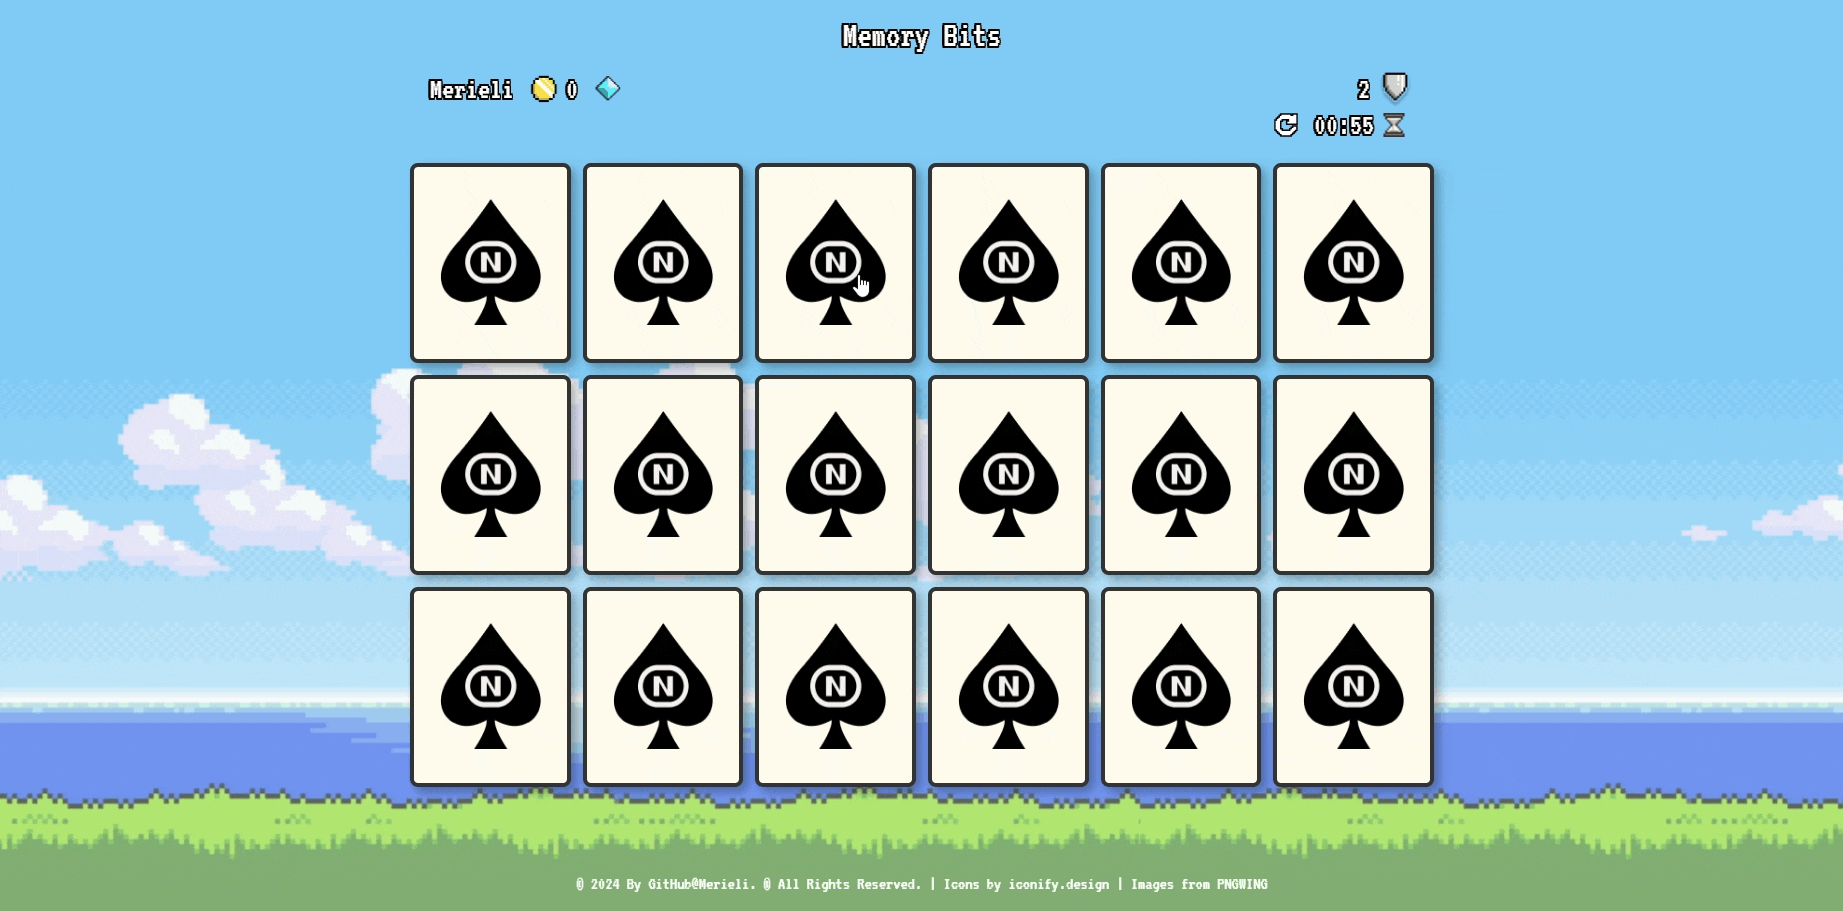 Memory Bits
Merieli 0
2
00:55
N N N N N N
N N N N N N
N N N N N N
© 2024 By GitHub@Merieli. @ All Rights Reserved. | Icons by iconify.design | Images from PNGWING